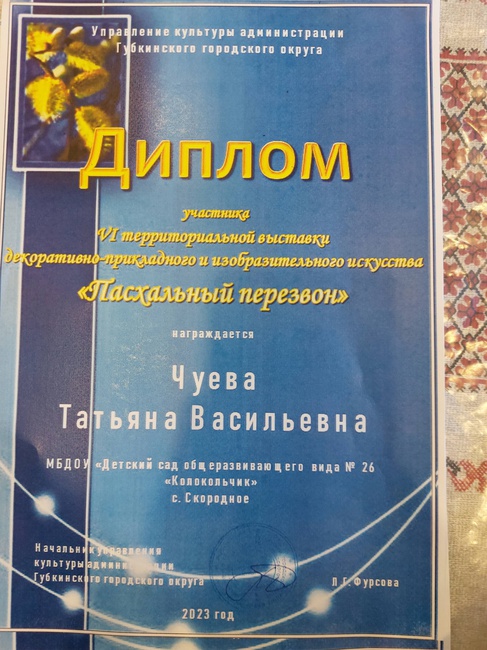 Управление культуры администрации
Губкинского городского округа
Диплом
участника
VI территориальной выставки
декоративно-прикладного и изобразительного искусства
«Пасхальный перезвон»
награждается
Чуева
Татьяна Васильевна
МБДОУ «Детский сад общеразвивающего вида № 26
«Колокольчик»
с. Скородное
Начальник управления
культуры администрации
Губкинского городского округа
Л.Г. Фурсова
2023 год